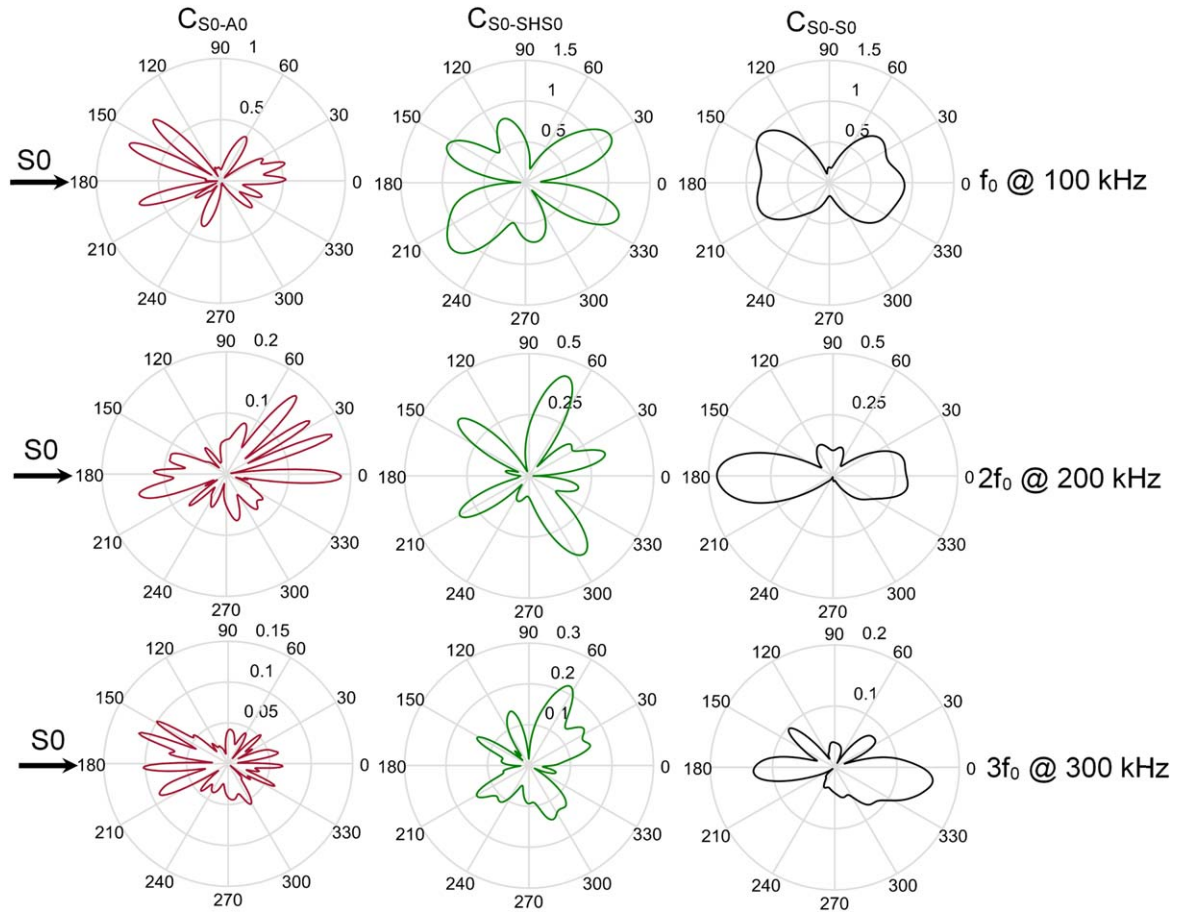 C_S0-A0 C_S0-SHS0 C_S0-S0
90 1 90 1.5 90 1.5
120 60 120 60 120 60
150 0.5 30 150 1 0.5 30 150 1 0.5 30
S0 180 0 180 0 180 0 f₀ @ 100 kHz
210 330 210 330 210 330
240 300 240 300 240 300
270 270 270
90 0.2 90 0.5 90 0.5
120 60 120 60 120 60
150 0.1 30 150 0.25 30 150 0.25 30
S0 180 0 180 0 180 0 2f₀ @ 200 kHz
210 330 210 330 210 330
240 300 240 300 240 300
270 270 270
90 0.15 90 0.3 90 0.2
120 60 120 60 120 60
150 0.1 0.05 30 150 0.2 0.1 30 150 0.1 30
S0 180 0 180 0 180 0 3f₀ @ 300 kHz
210 330 210 330 210 330
240 300 240 300 240 300
270 270 270